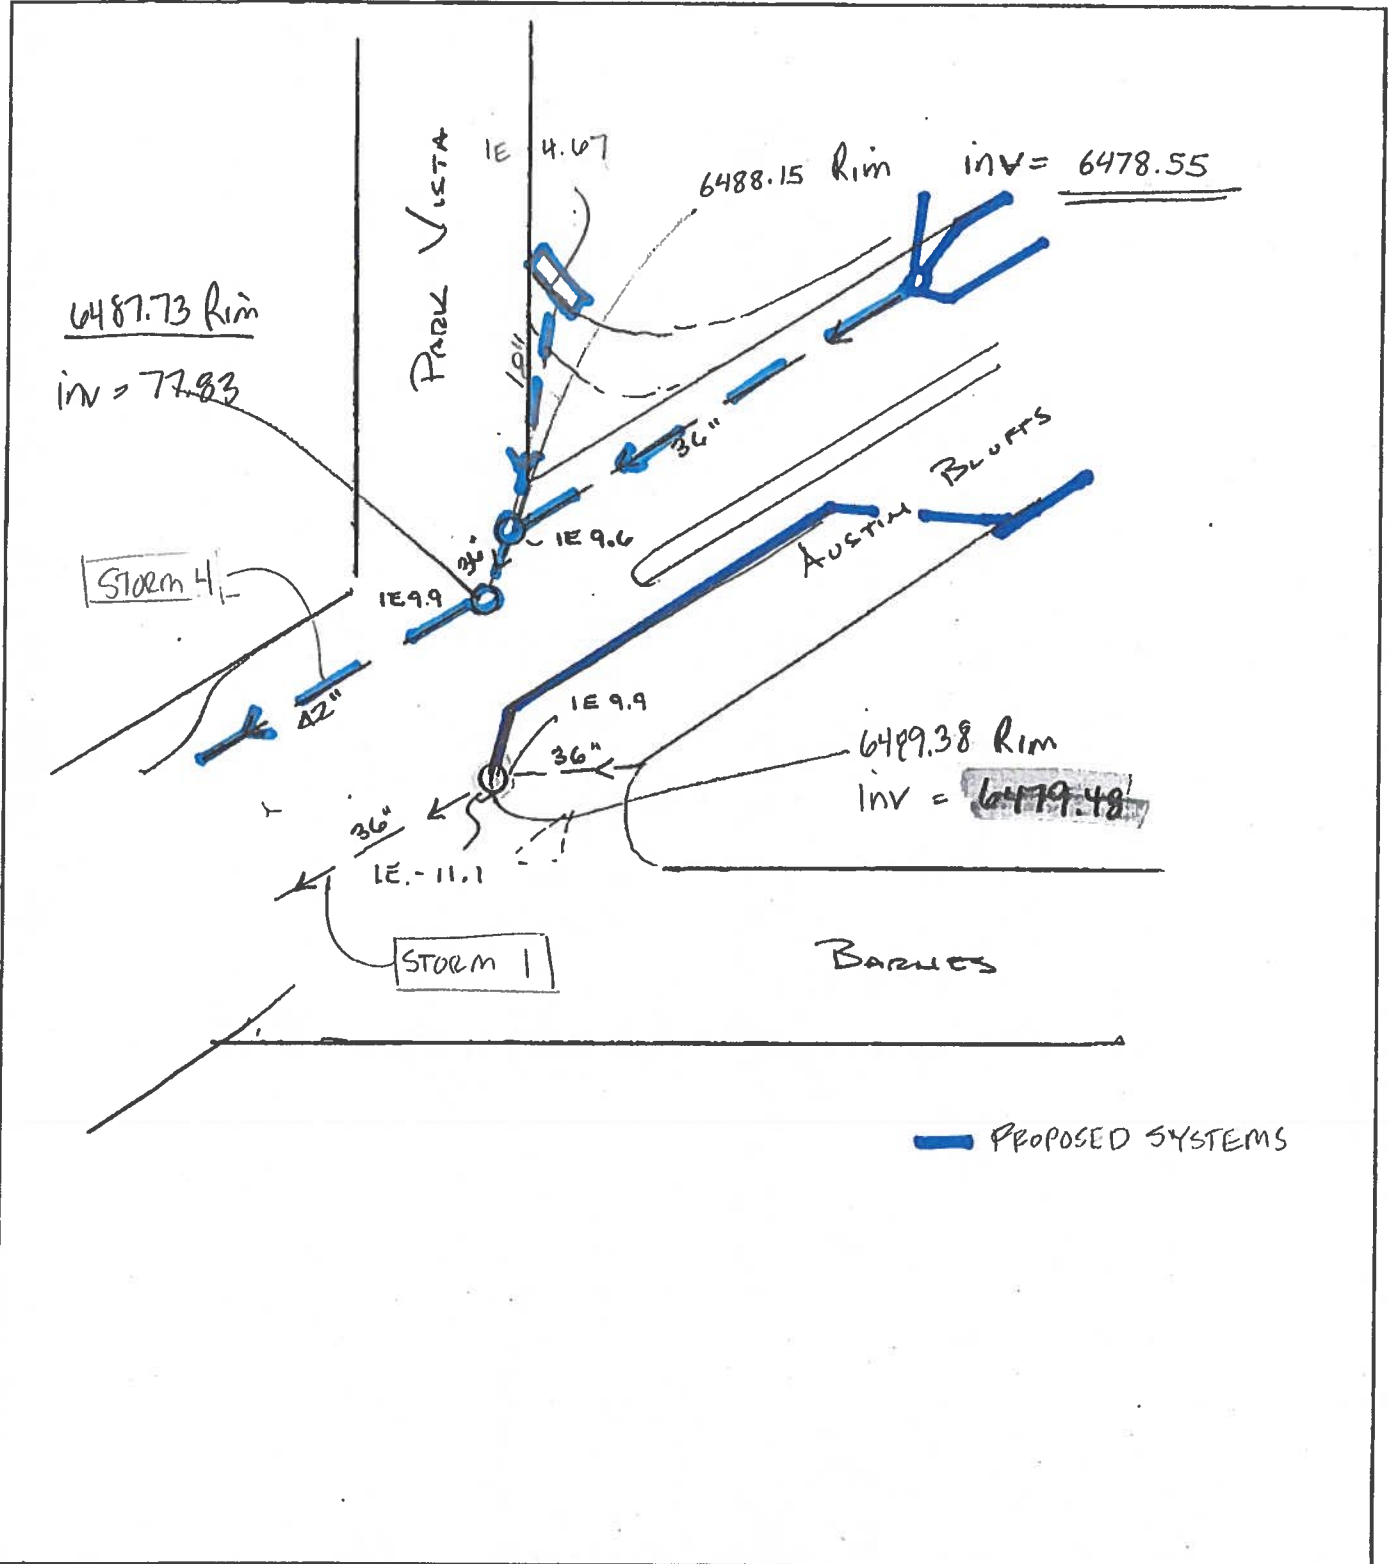 IE 4.67
6488.15 Rim inv = 6478.55
PARK VISTA
6487.73 Rim
inv = 77.83
18"
36"
BLUFFS
AUSTIN
IE 9.6
36"
STORM 4
IE 9.9
42"
IE 9.9
36"
6489.38 Rim
inv = 6479.48
36"
IE.-11.1
STORM 1
BARNES
PROPOSED SYSTEMS